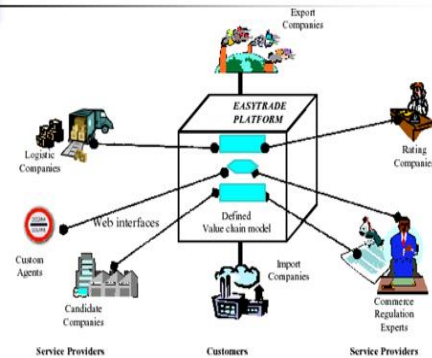 Export
Companies
EASYTRADE
PLATFORM
Logistic
Companies
Rating
Companies
Web interfaces
Defined
Value chain model
Custom
Agents
Import
Companies
Candidate
Companies
Commerce
Regulation
Experts
Service Providers
Customers
Service Providers